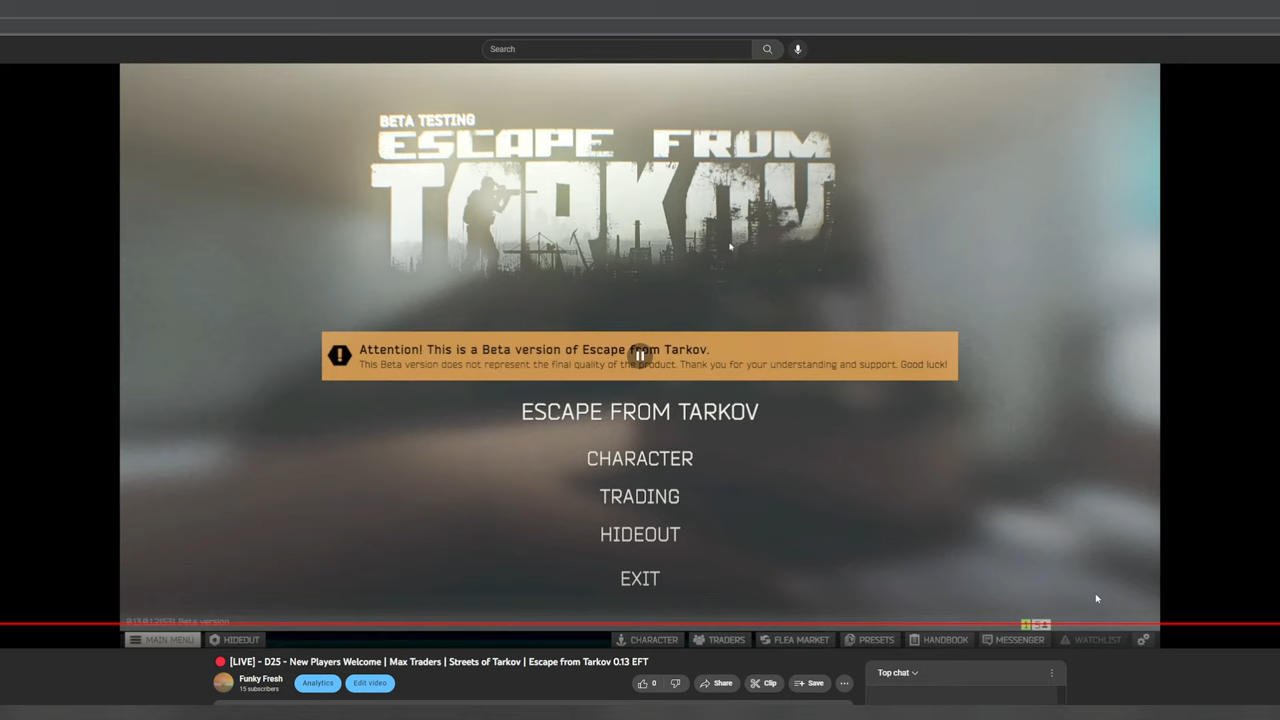 Search
BETA TESTING
ESCAPE FROM
TARKOV
Attention! This is a Beta version of Escape from Tarkov.
This Beta version does not represent the final quality of the product. Thank you for your understanding and support. Good luck!
ESCAPE FROM TARKOV
CHARACTER
TRADING
HIDEOUT
EXIT
Beta version
MAIN MENU HIDEOUT CHARACTER TRADERS FLEA MARKET PRESETS HANDBOOK MESSENGER WATCHLIST
[LIVE] - D25 - New Players Welcome | Max Traders | Streets of Tarkov | Escape from Tarkov 0.13 EFT
Funky Fresh
15 subscribers
Analytics Edit video 0 Share Clip Save
Top chat